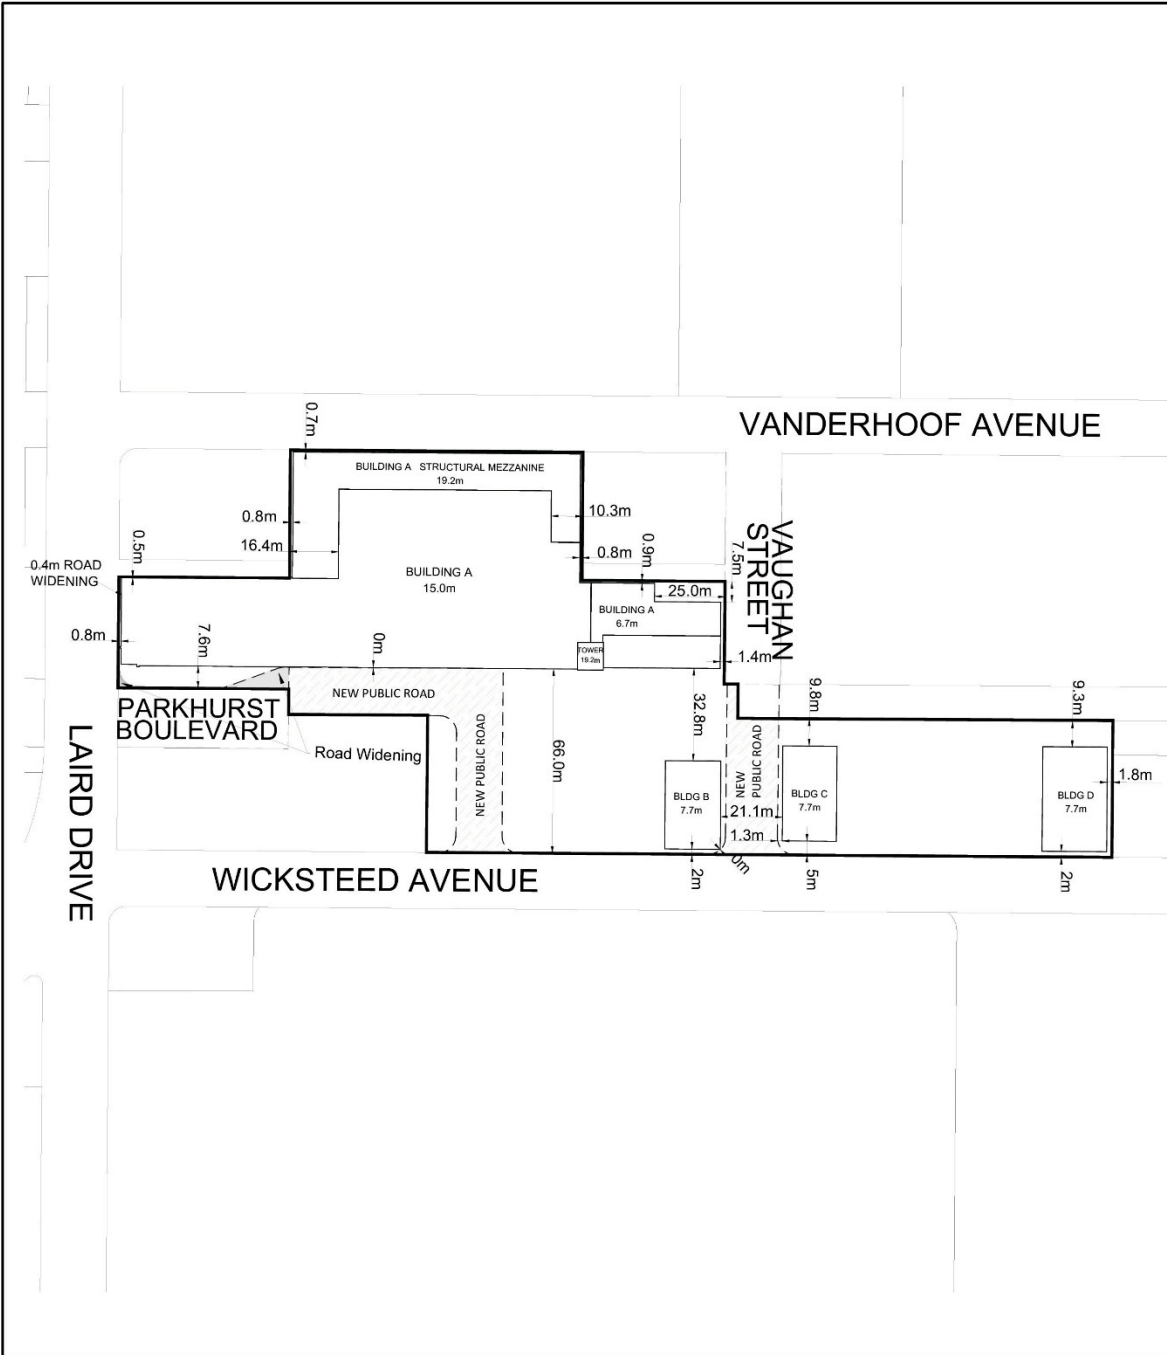 VANDERHOOF AVENUE
0.7m
BUILDING A STRUCTURAL MEZZANINE
19.2m
0.8m
10.3m
16.4m
0.5m
0.8m
0.9m
7.5m
VAUGHAN
STREET
0.4m ROAD
WIDENING
BUILDING A
15.0m
25.0m
BUILDING A
6.7m
0.8m
7.6m
0m
TOWER
19.2m
1.4m
NEW PUBLIC ROAD
PARKHURST
BOULEVARD
Road Widening
NEW PUBLIC ROAD
66.0m
32.8m
9.8m
9.3m
NEW
PUBLIC ROAD
BLDG B
7.7m
21.1m
1.3m
BLDG C
7.7m
BLDG D
7.7m
1.8m
LAIRD DRIVE
WICKSTEED AVENUE
2m
0m
5m
2m